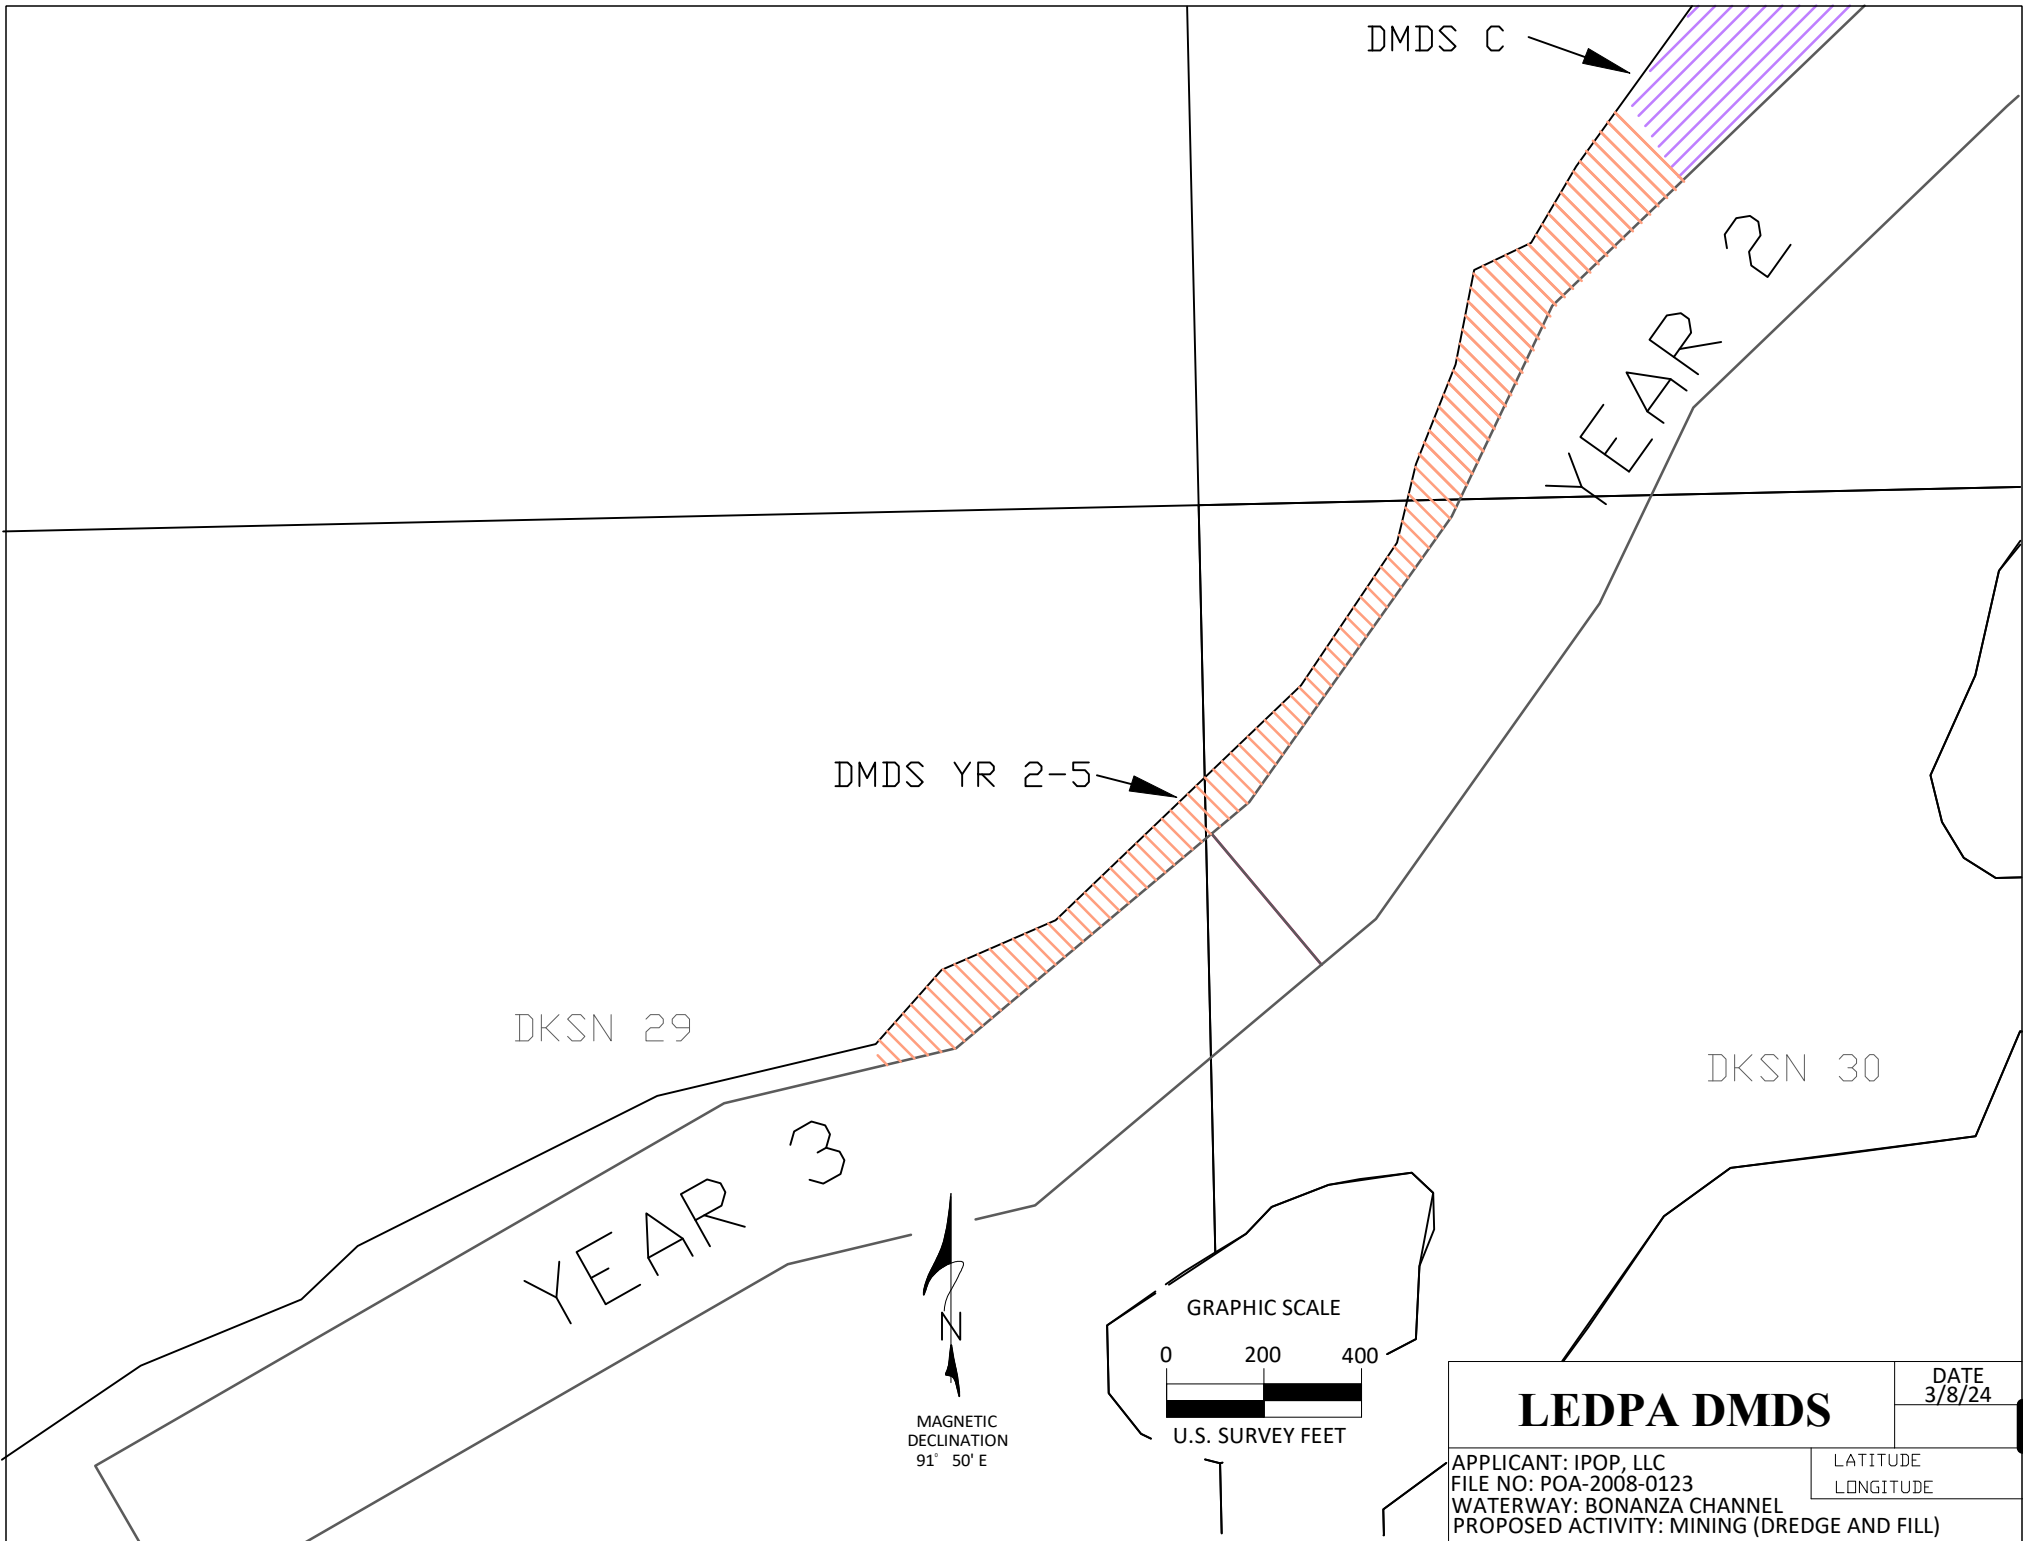 DMDS C
YEAR 2
DMDS YR 2-5
DKSN 29
DKSN 30
YEAR 3
N
MAGNETIC
DECLINATION
91° 50' E
GRAPHIC SCALE
0 200 400
U.S. SURVEY FEET
LEDPA DMDS
DATE
3/8/24
APPLICANT: IPOP, LLC
FILE NO: POA-2008-0123
WATERWAY: BONANZA CHANNEL
PROPOSED ACTIVITY: MINING (DREDGE AND FILL)
LATITUDE
LONGITUDE